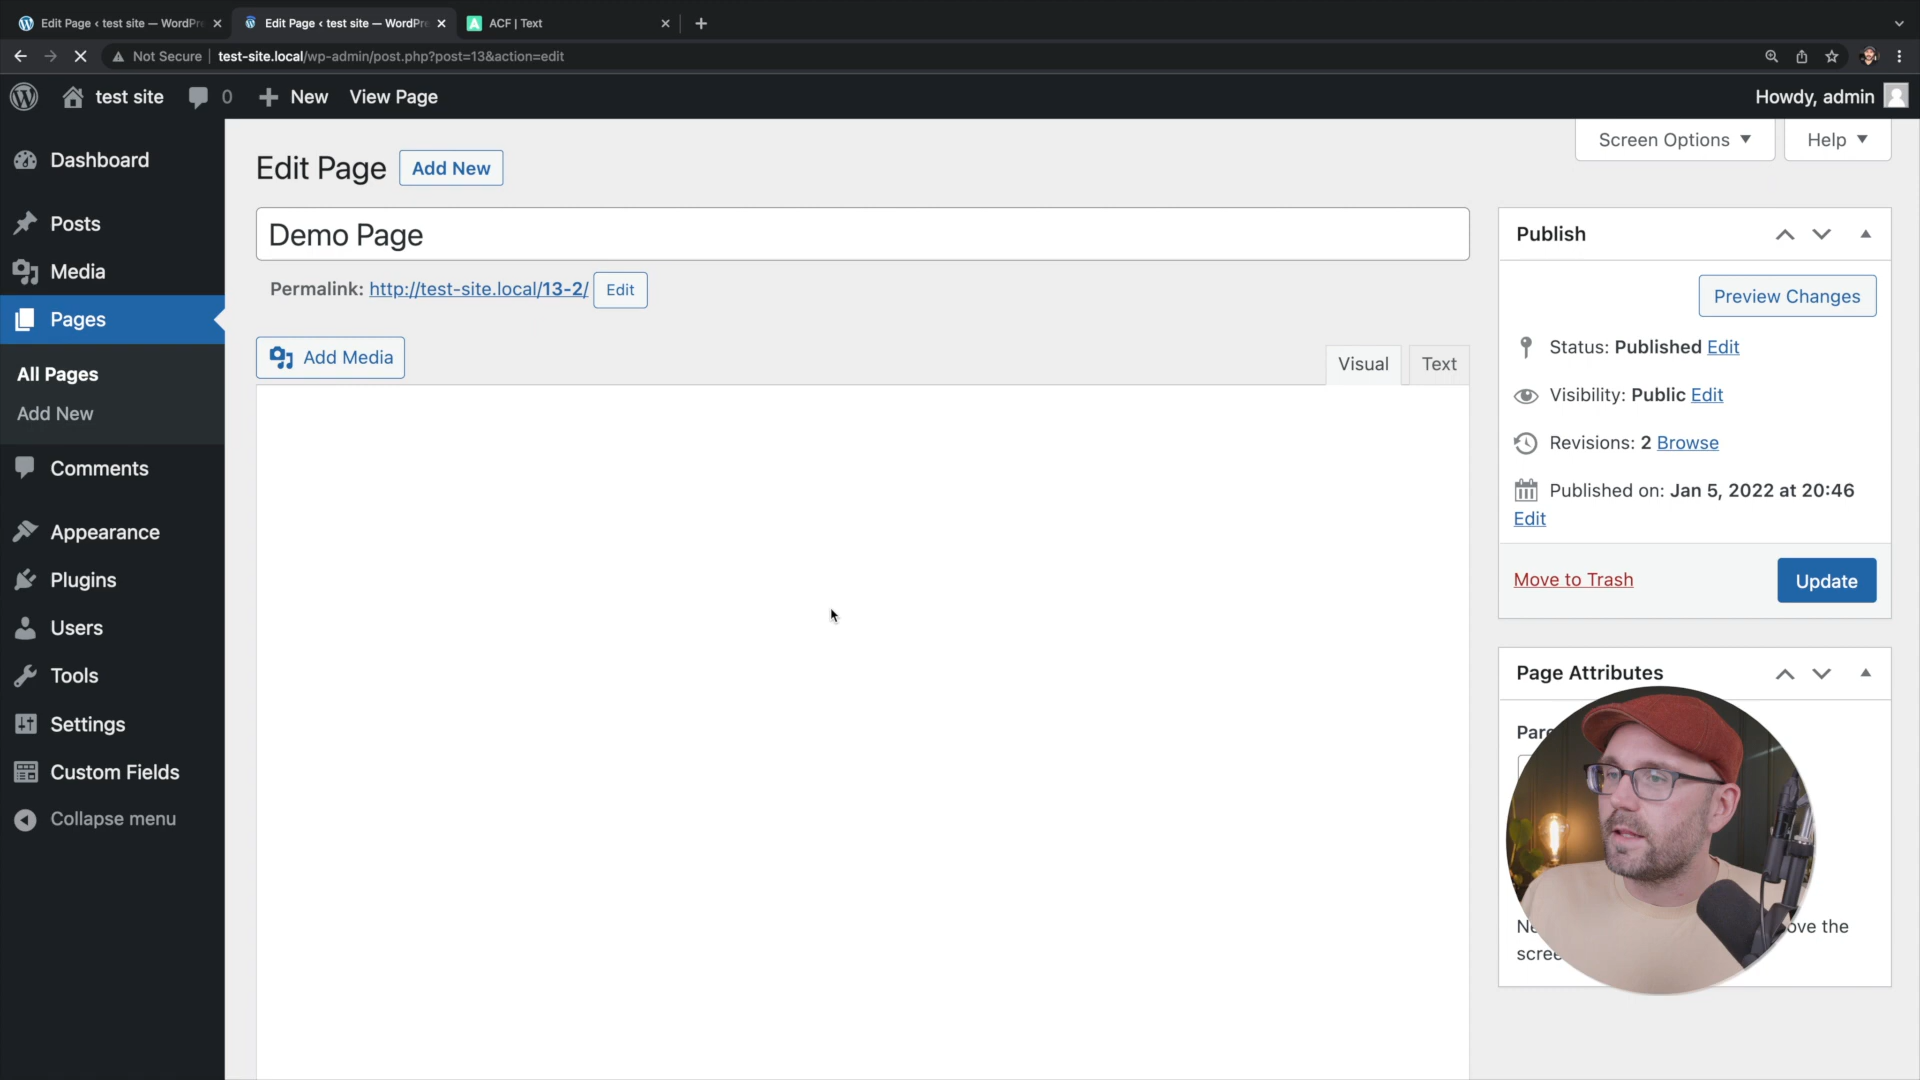 Edit Page ‹ test site — WordPr
Edit Page ‹ test site — WordPr
ACF | Text
Not Secure
test-site.local/wp-admin/post.php?post=13&action=edit
test site
0
New
View Page
Howdy, admin
Dashboard
Posts
Media
Pages
All Pages
Add New
Comments
Appearance
Plugins
Users
Tools
Settings
Custom Fields
Collapse menu
Screen Options
Help
Edit Page
Add New
Demo Page
Permalink: http://test-site.local/13-2/
Edit
Add Media
Visual
Text
Publish
Preview Changes
Status: Published Edit
Visibility: Public Edit
Revisions: 2 Browse
Published on: Jan 5, 2022 at 20:46
Edit
Move to Trash
Update
Page Attributes
ove the